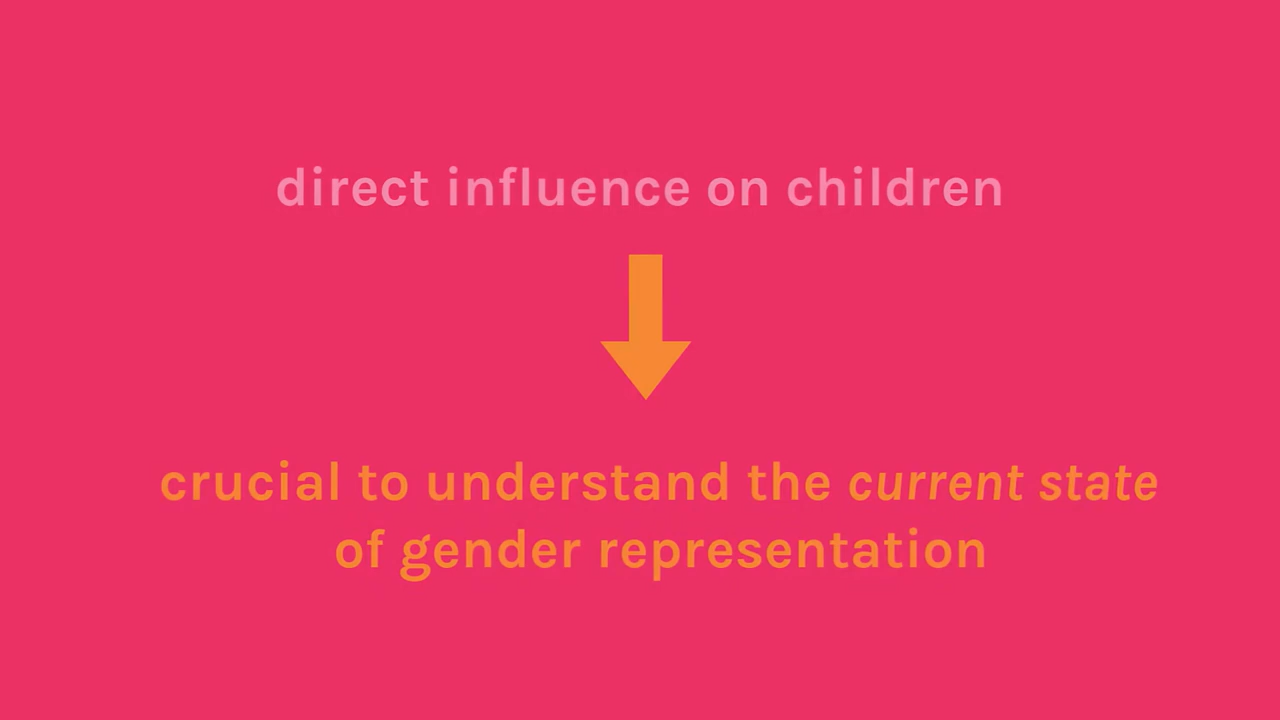 direct influence on children
crucial to understand the current state
of gender representation